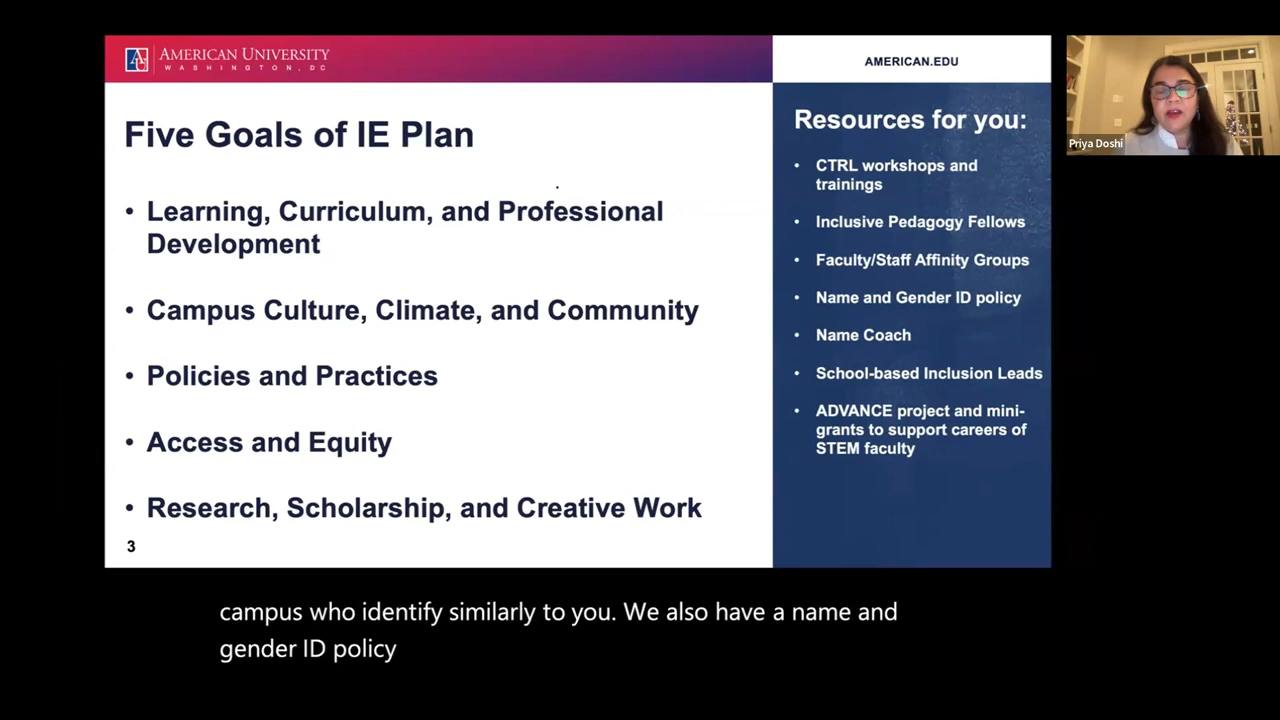 AMERICAN UNIVERSITY
WASHINGTON, DC
AMERICAN.EDU
Five Goals of IE Plan
• Learning, Curriculum, and Professional
Development
• Campus Culture, Climate, and Community
• Policies and Practices
• Access and Equity
• Research, Scholarship, and Creative Work
3
Resources for you:
• CTRL workshops and
trainings
• Inclusive Pedagogy Fellows
• Faculty/Staff Affinity Groups
• Name and Gender ID policy
• Name Coach
• School-based Inclusion Leads
• ADVANCE project and mini-
grants to support careers of
STEM faculty
Priya Doshi
campus who identify similarly to you. We also have a name and
gender ID policy